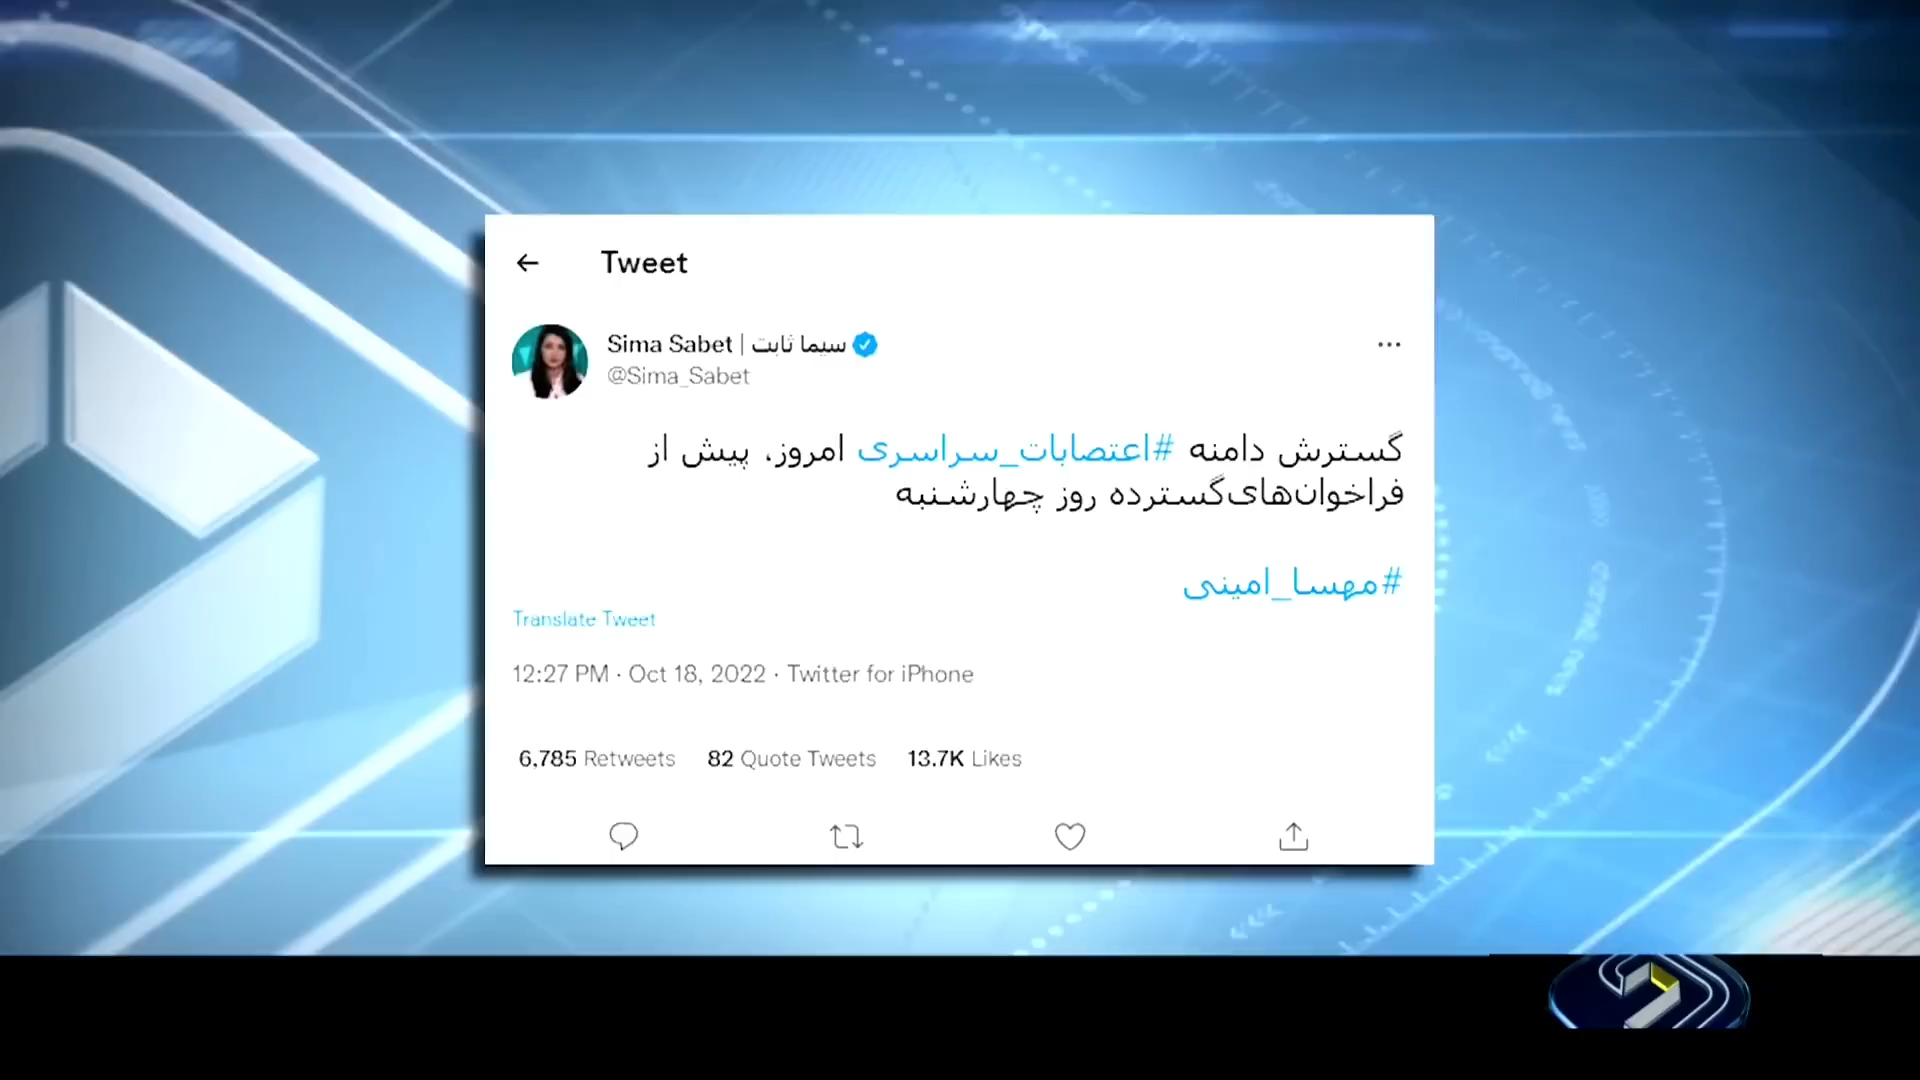 Tweet
Sima Sabet | سیما ثابت
@Sima_Sabet
گسترش دامنه #اعتصابات_سراسری امروز، پیش از
فراخوان‌های‌گسترده روز چهارشنبه
#مهسا_امینی
Translate Tweet
12:27 PM · Oct 18, 2022 · Twitter for iPhone
6,785 Retweets 82 Quote Tweets 13.7K Likes